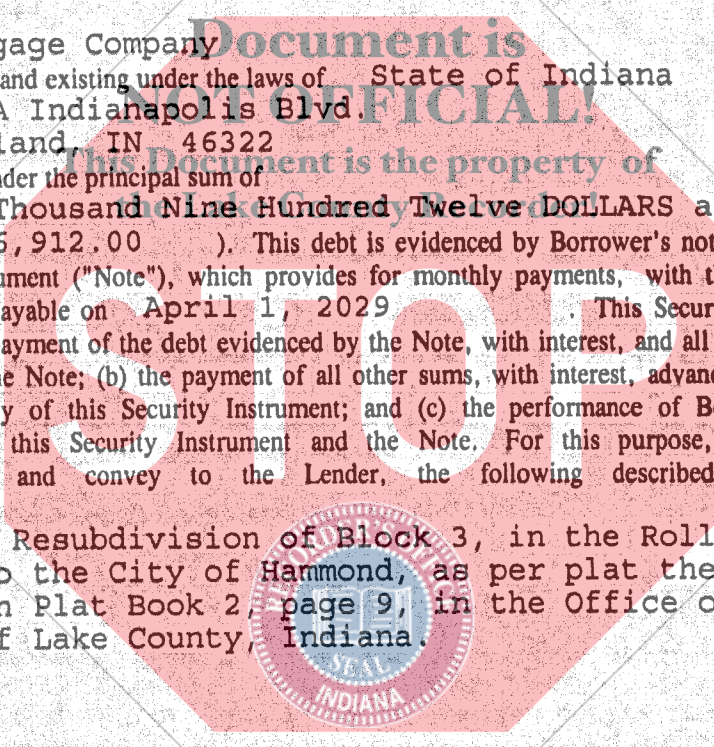 gage Company
Document is
and existing under the laws of State of Indiana
A Indianapolis Blvd.
NOT OFFICIAL!
land, IN 46322
This Document is the property of
nder the principal sum of
the Lake County Recorder!
Thousand Nine Hundred Twelve DOLLARS a
6,912.00 ). This debt is evidenced by Borrower's not
ument ("Note"), which provides for monthly payments, with t
ayable on April 1, 2029 . This Secur
STOP
ayment of the debt evidenced by the Note, with interest, and all
he Note; (b) the payment of all other sums, with interest, advanc
y of this Security Instrument; and (c) the performance of B
this Security Instrument and the Note. For this purpose,
and convey to the Lender, the following described
Resubdivision of Block 3, in the Roll
o the City of Hammond, as per plat the
n Plat Book 2, page 9, in the Office o
f Lake County, Indiana.
RECORDER'S OFFICE
SEAL
INDIANA